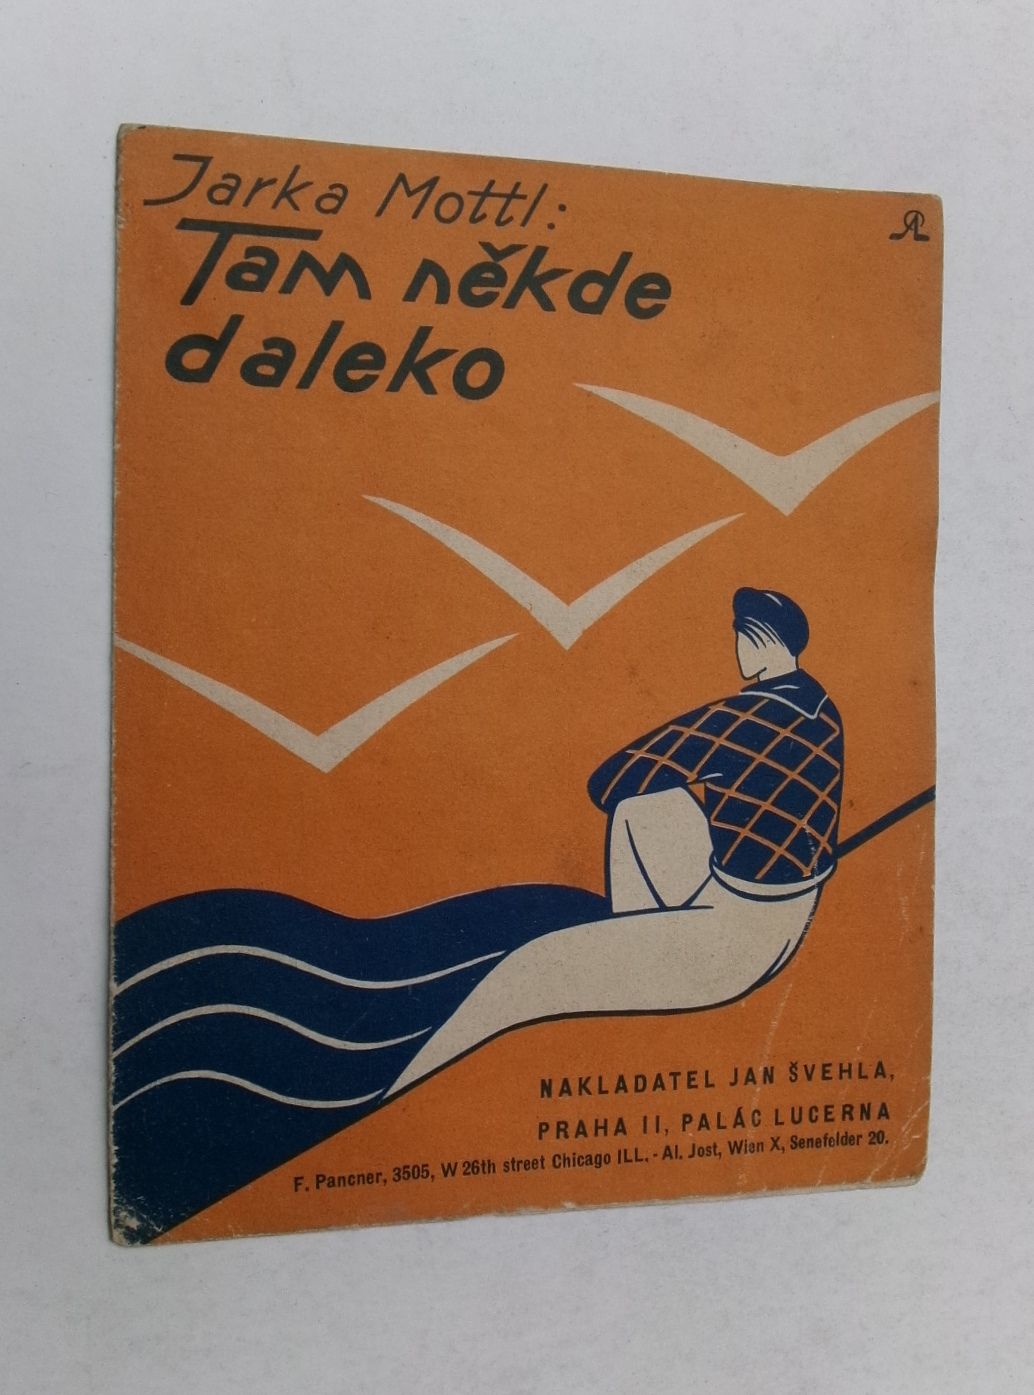 Jarka Mottl:
Tam někde
daleko
NAKLADATEL JAN ŠVEHLA,
PRAHA II, PALÁC LUCERNA
F. Pancner, 3505, W 26th street Chicago ILL. - Al. Jost, Wien X, Senefelder 20.